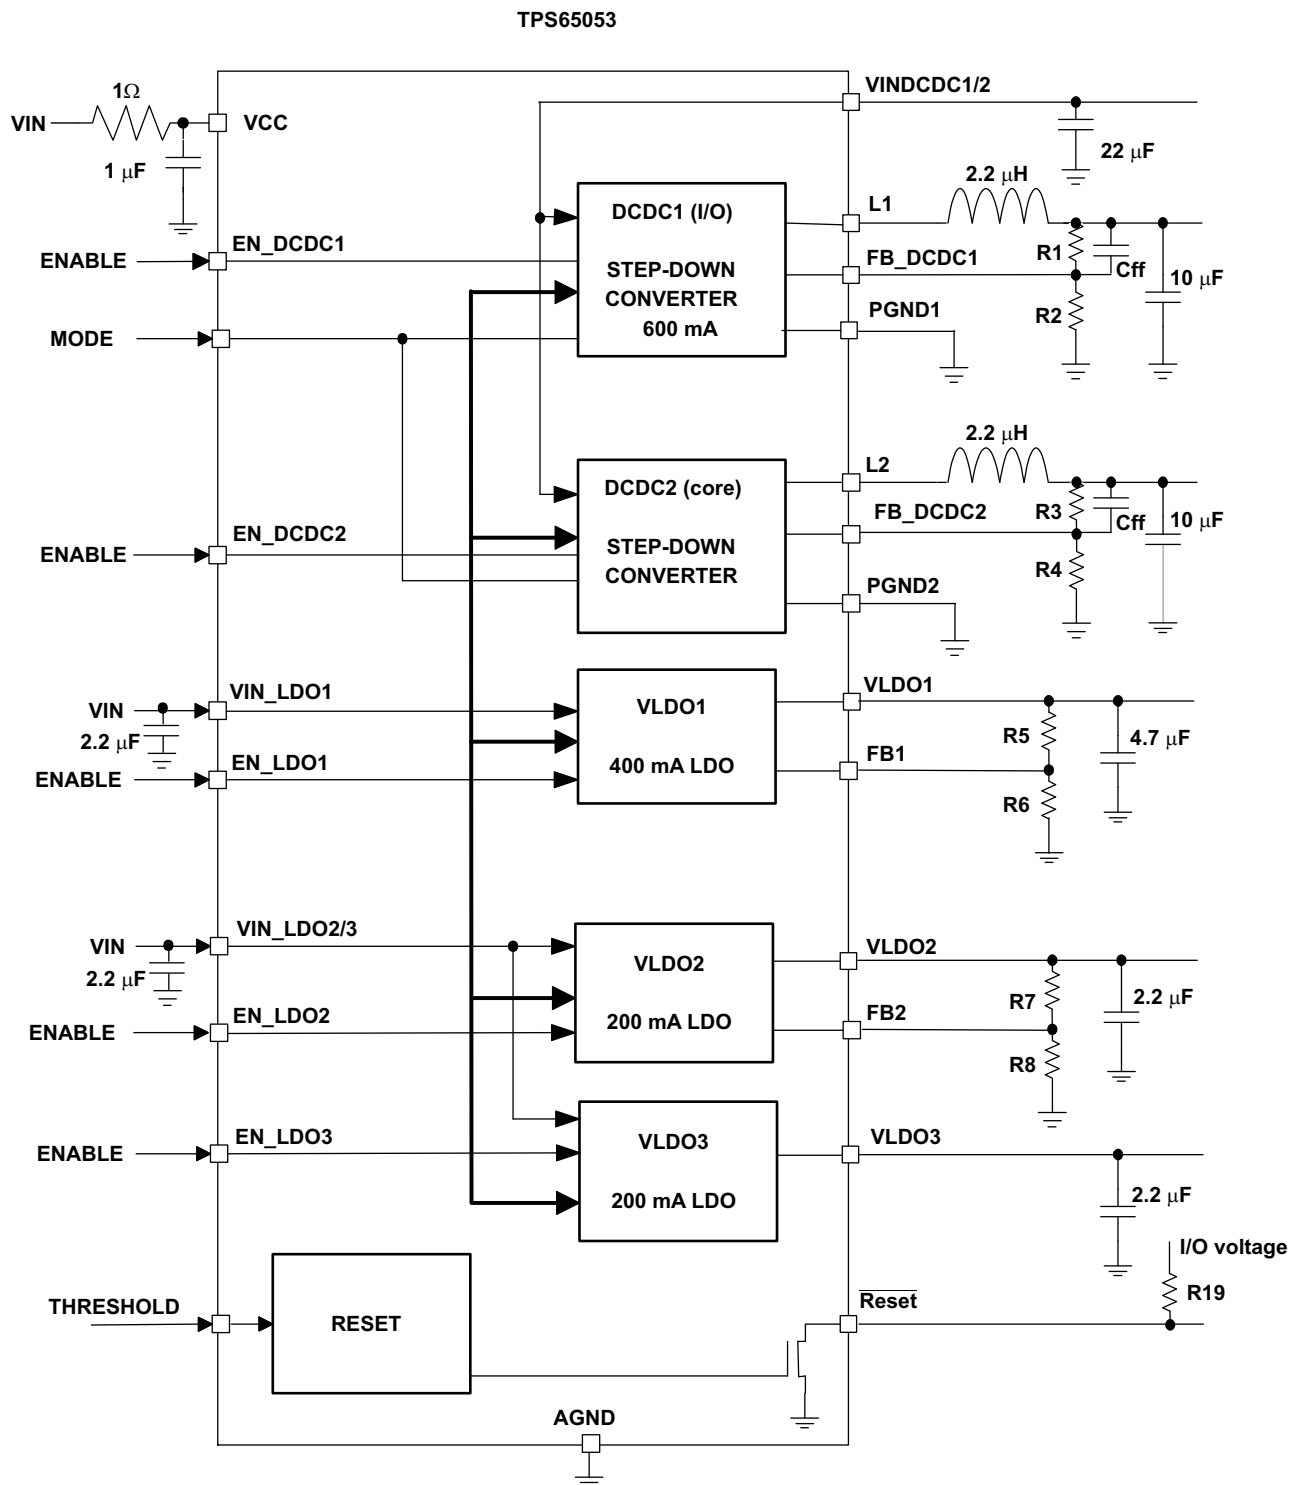 TPS65053
1Ω
VIN
VCC
1 μF
VINDCDC1/2
22 μF
2.2 μH
DCDC1 (I/O)
STEP-DOWN
CONVERTER
600 mA
L1
R1
Cff
10 μF
FB_DCDC1
R2
PGND1
ENABLE
EN_DCDC1
MODE
2.2 μH
DCDC2 (core)
STEP-DOWN
CONVERTER
L2
FB_DCDC2
R3
Cff
10 μF
R4
PGND2
ENABLE
EN_DCDC2
VIN
VIN_LDO1
2.2 μF
ENABLE
EN_LDO1
VLDO1
400 mA LDO
VLDO1
R5
4.7 μF
FB1
R6
VIN
VIN_LDO2/3
2.2 μF
ENABLE
EN_LDO2
VLDO2
200 mA LDO
VLDO2
R7
2.2 μF
FB2
R8
ENABLE
EN_LDO3
VLDO3
200 mA LDO
VLDO3
2.2 μF
I/O voltage
R19
THRESHOLD
RESET
Reset
AGND